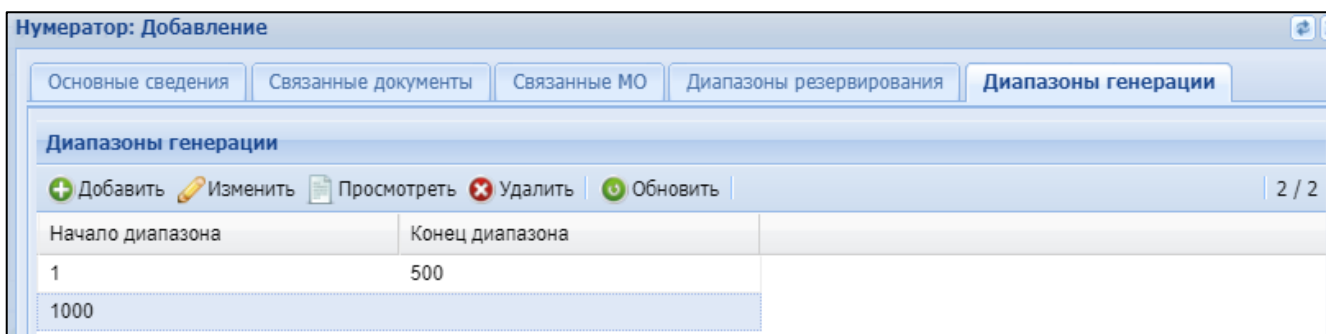 Нумератор: Добавление
Основные сведения Связанные документы Связанные МО Диапазоны резервирования Диапазоны генерации
Диапазоны генерации
Добавить Изменить Просмотреть Удалить Обновить 2 / 2
Начало диапазона Конец диапазона
1 500
1000